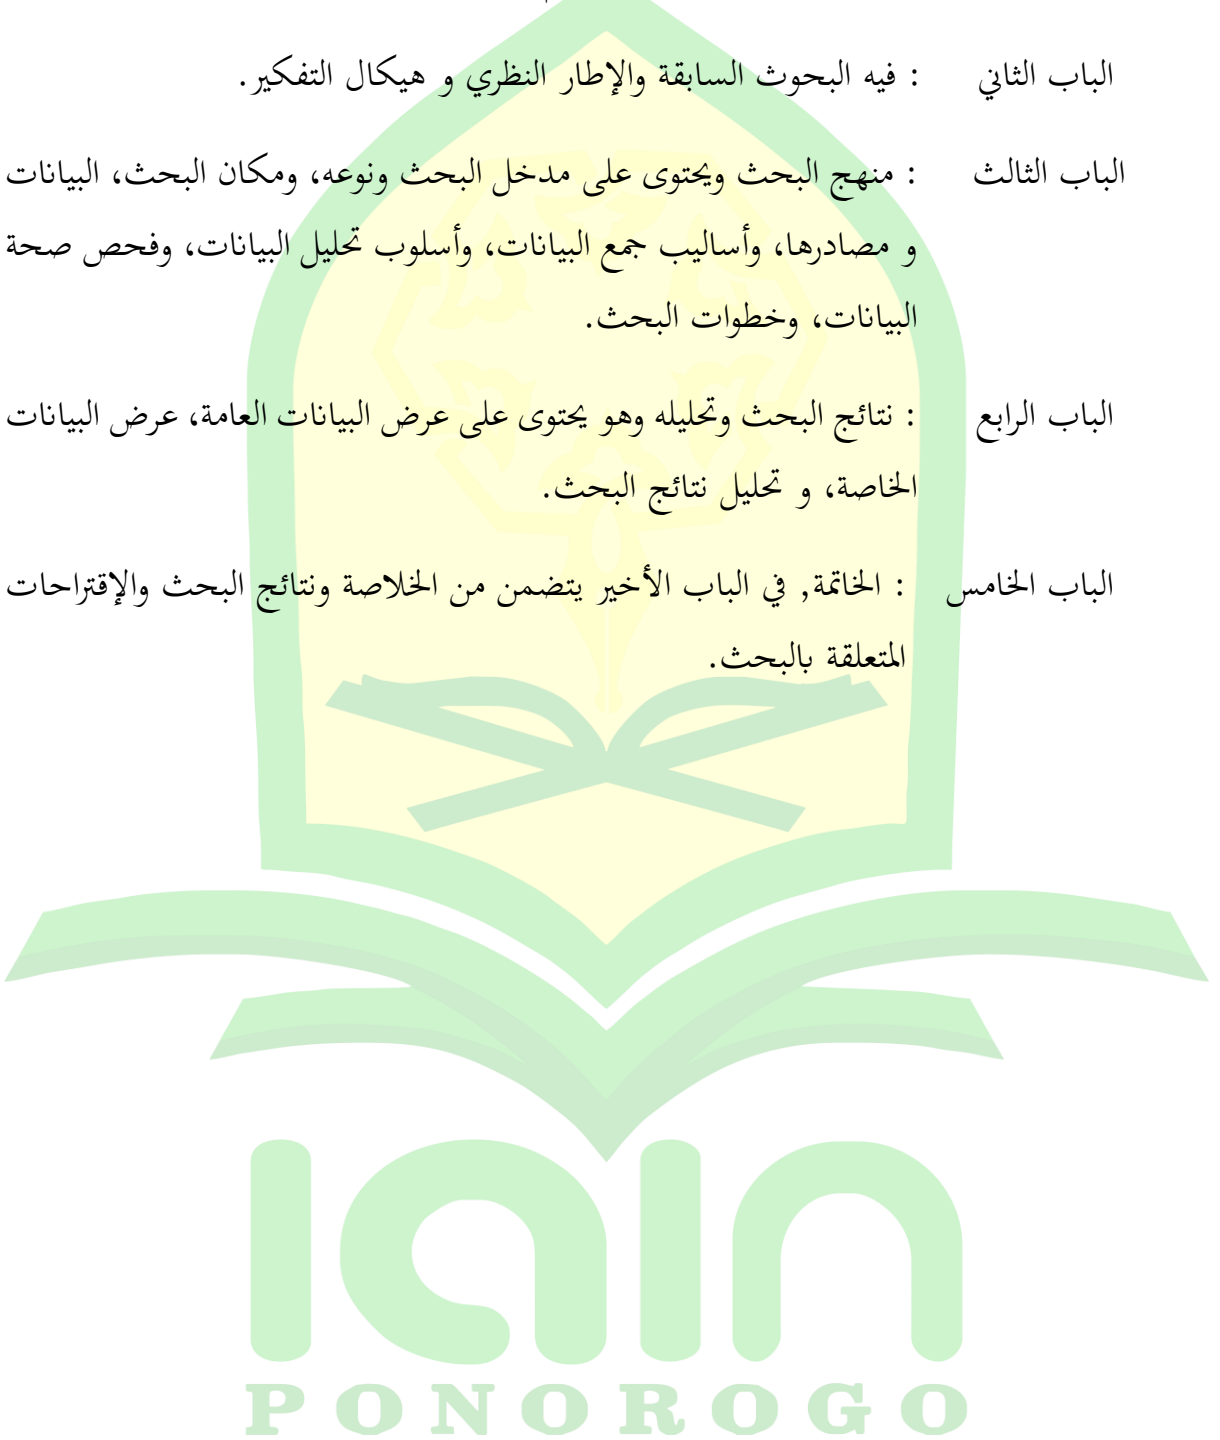 الباب الثاني : فيه البحوث السابقة والإطار النظري و هيكال التفكير.
الباب الثالث : منهج البحث ويحتوى على مدخل البحث ونوعه، ومكان البحث، البيانات
و مصادرها، وأساليب جمع البيانات، وأسلوب تحليل البيانات، وفحص صحة
البيانات، وخطوات البحث.
الباب الرابع : نتائج البحث وتحليله وهو يحتوى على عرض البيانات العامة، عرض البيانات
الخاصة، و تحليل نتائج البحث.
الباب الخامس : الخاتمة, في الباب الأخير يتضمن من الخلاصة ونتائج البحث والإقتراحات
المتعلقة بالبحث.
iain
PONOROGO